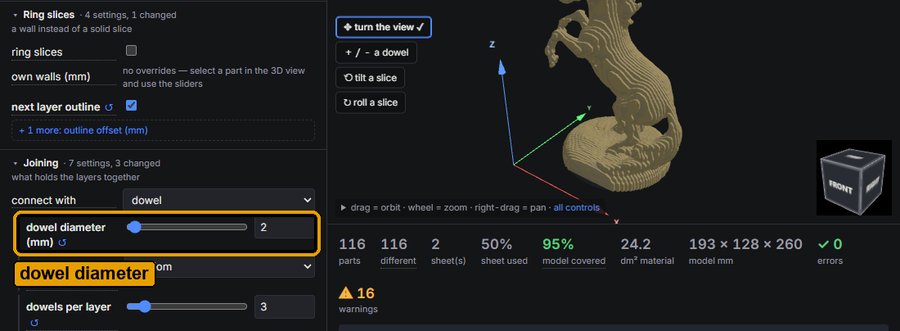 Ring slices · 4 settings, 1 changed
a wall instead of a solid slice
ring slices
own walls (mm)
no overrides — select a part in the 3D view
and use the sliders
next layer outline
+ 1 more: outline offset (mm)
Joining · 7 settings, 3 changed
what holds the layers together
connect with
dowel
dowel diameter
(mm)
2
dowel diameter
dowels per layer
3
turn the view ✓
+ / - a dowel
tilt a slice
roll a slice
Z
Y
X
FRONT
▶ drag = orbit · wheel = zoom · right-drag = pan · all controls
116 116 2 50% 95% 24.2 193 × 128 × 260 ✓ 0
parts different sheet(s) sheet used model covered dm² material model mm errors
16
warnings